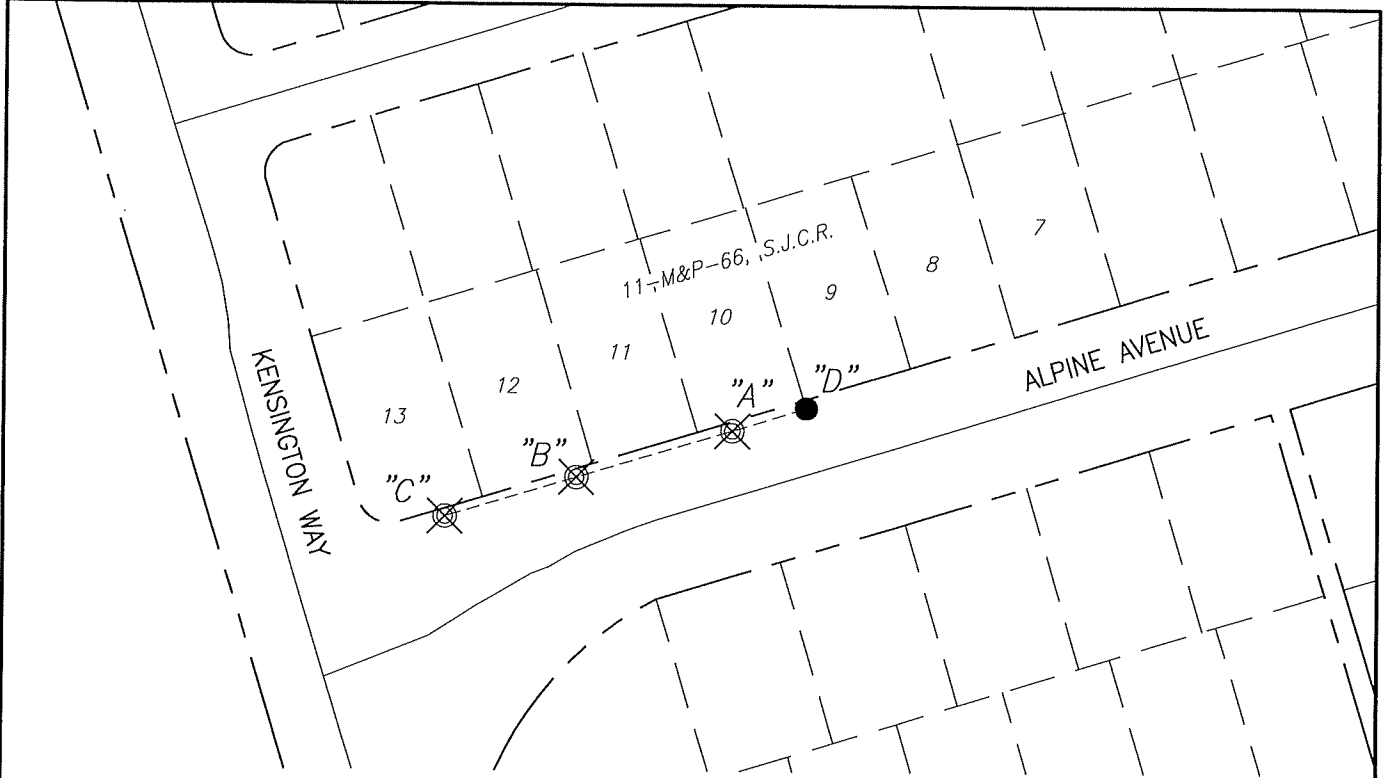 7
11-M&P-66, S.J.C.R.
8
9
10
ALPINE AVENUE
11
KENSINGTON WAY
"A"
"D"
12
13
"B"
"C"